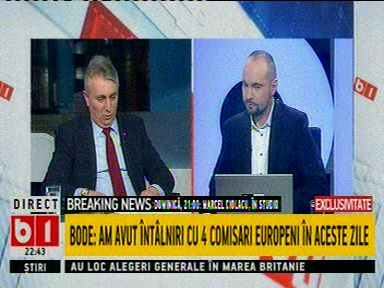 DIRECT
BREAKING NEWS
DUMINICĂ, 21:00: MARCEL CIOLACU, ÎN STUDIO
EXCLUSIVITATE
B1
22:43
BODE: AM AVUT ÎNTÂLNIRI CU 4 COMISARI EUROPENI ÎN ACESTE ZILE
ȘTIRI
AU LOC ALEGERI GENERALE ÎN MAREA BRITANIE